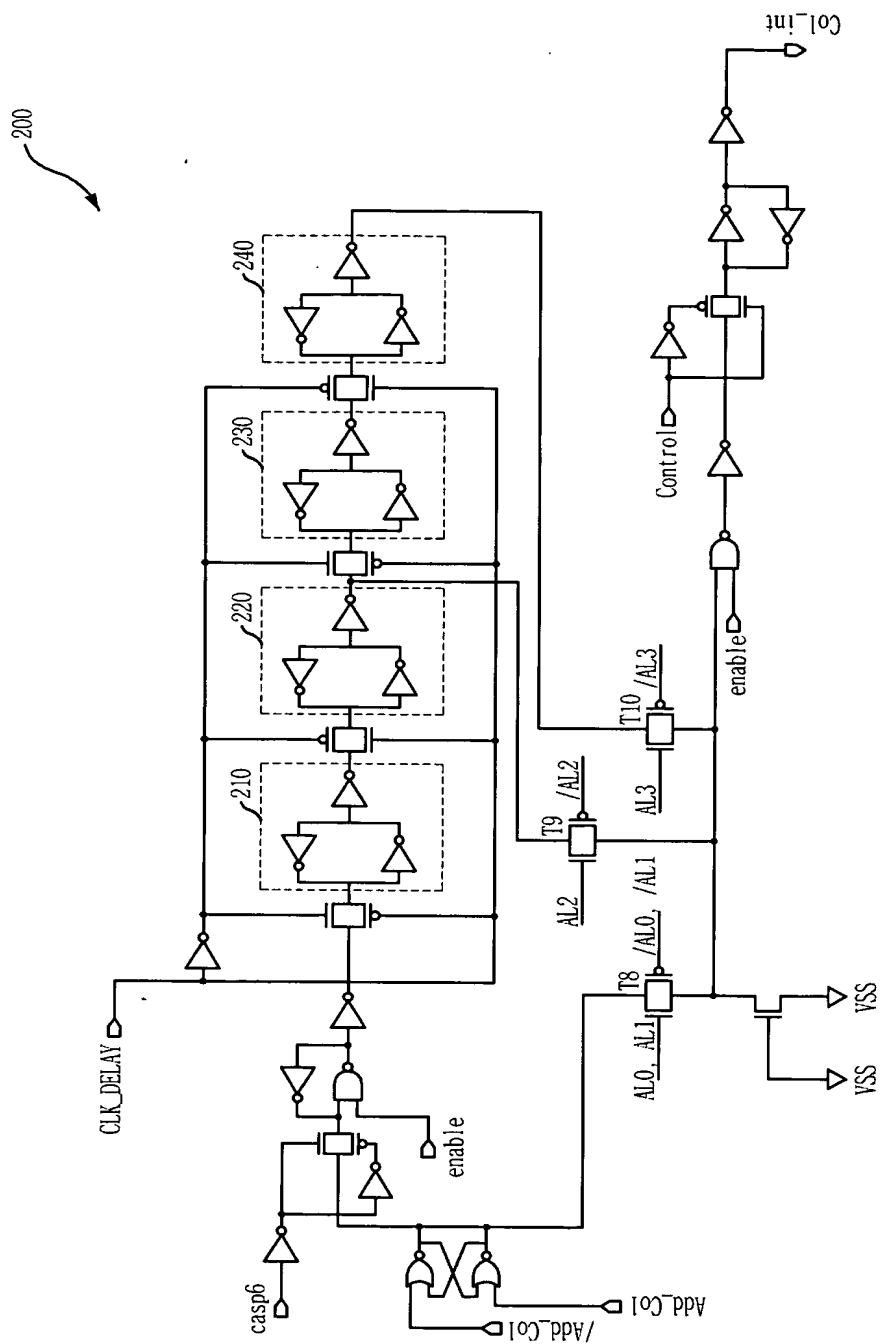 200
CLK_DELAY
210
220
230
240
casp6
enable
/Add_Col
Add_Col
AL0, AL1
T8
/AL0, /AL1
AL2
T9
/AL2
AL3
T10
/AL3
VSS
VSS
enable
Control
Col_int